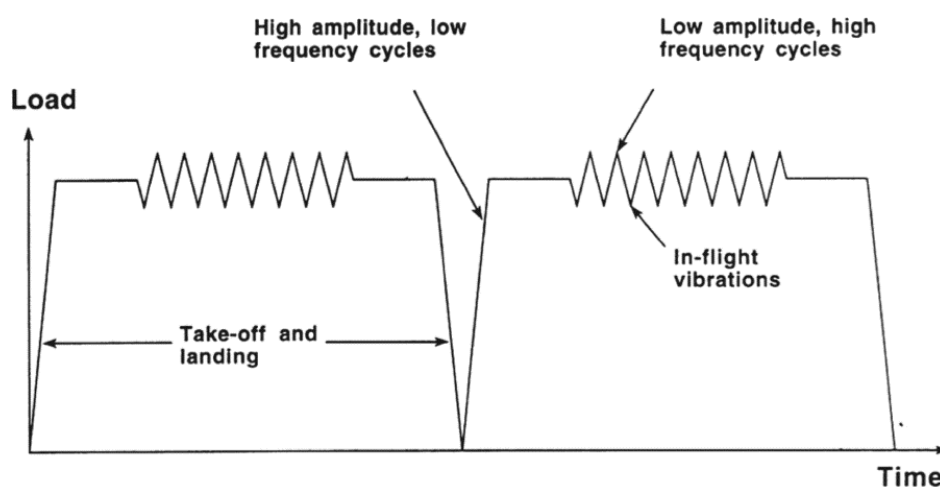 High amplitude, low
frequency cycles
Low amplitude, high
frequency cycles
Load
In-flight
vibrations
Take-off and
landing
Time